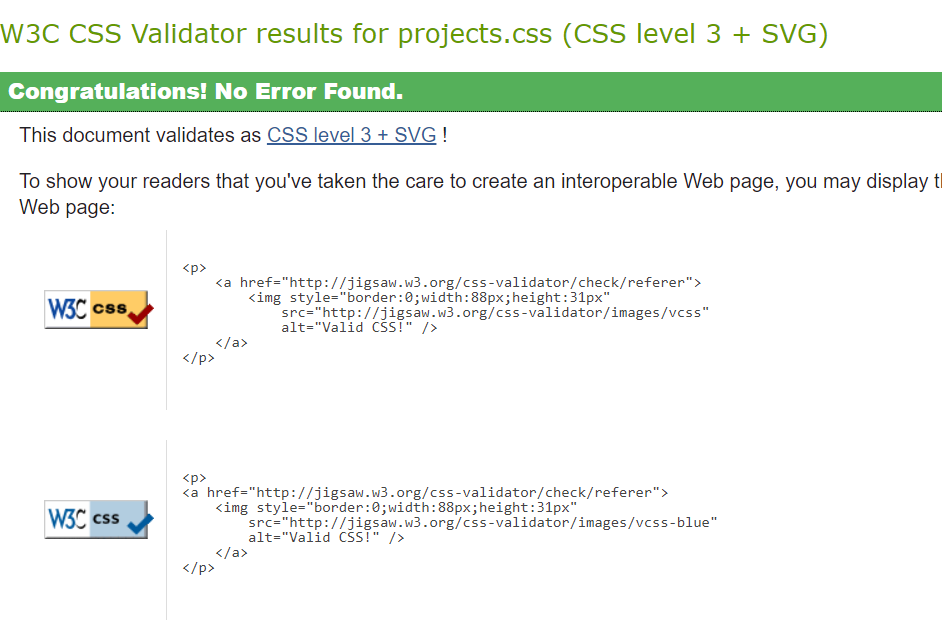 W3C CSS Validator results for projects.css (CSS level 3 + SVG)
Congratulations! No Error Found.
This document validates as CSS level 3 + SVG !
To show your readers that you've taken the care to create an interoperable Web page, you may display
Web page:
W3C css
<p>
    <a href="http://jigsaw.w3.org/css-validator/check/referer">
        <img style="border:0;width:88px;height:31px"
            src="http://jigsaw.w3.org/css-validator/images/vcss"
            alt="Valid CSS!" />
    </a>
</p>
W3C css
<p>
<a href="http://jigsaw.w3.org/css-validator/check/referer">
    <img style="border:0;width:88px;height:31px"
        src="http://jigsaw.w3.org/css-validator/images/vcss-blue"
        alt="Valid CSS!" />
    </a>
</p>